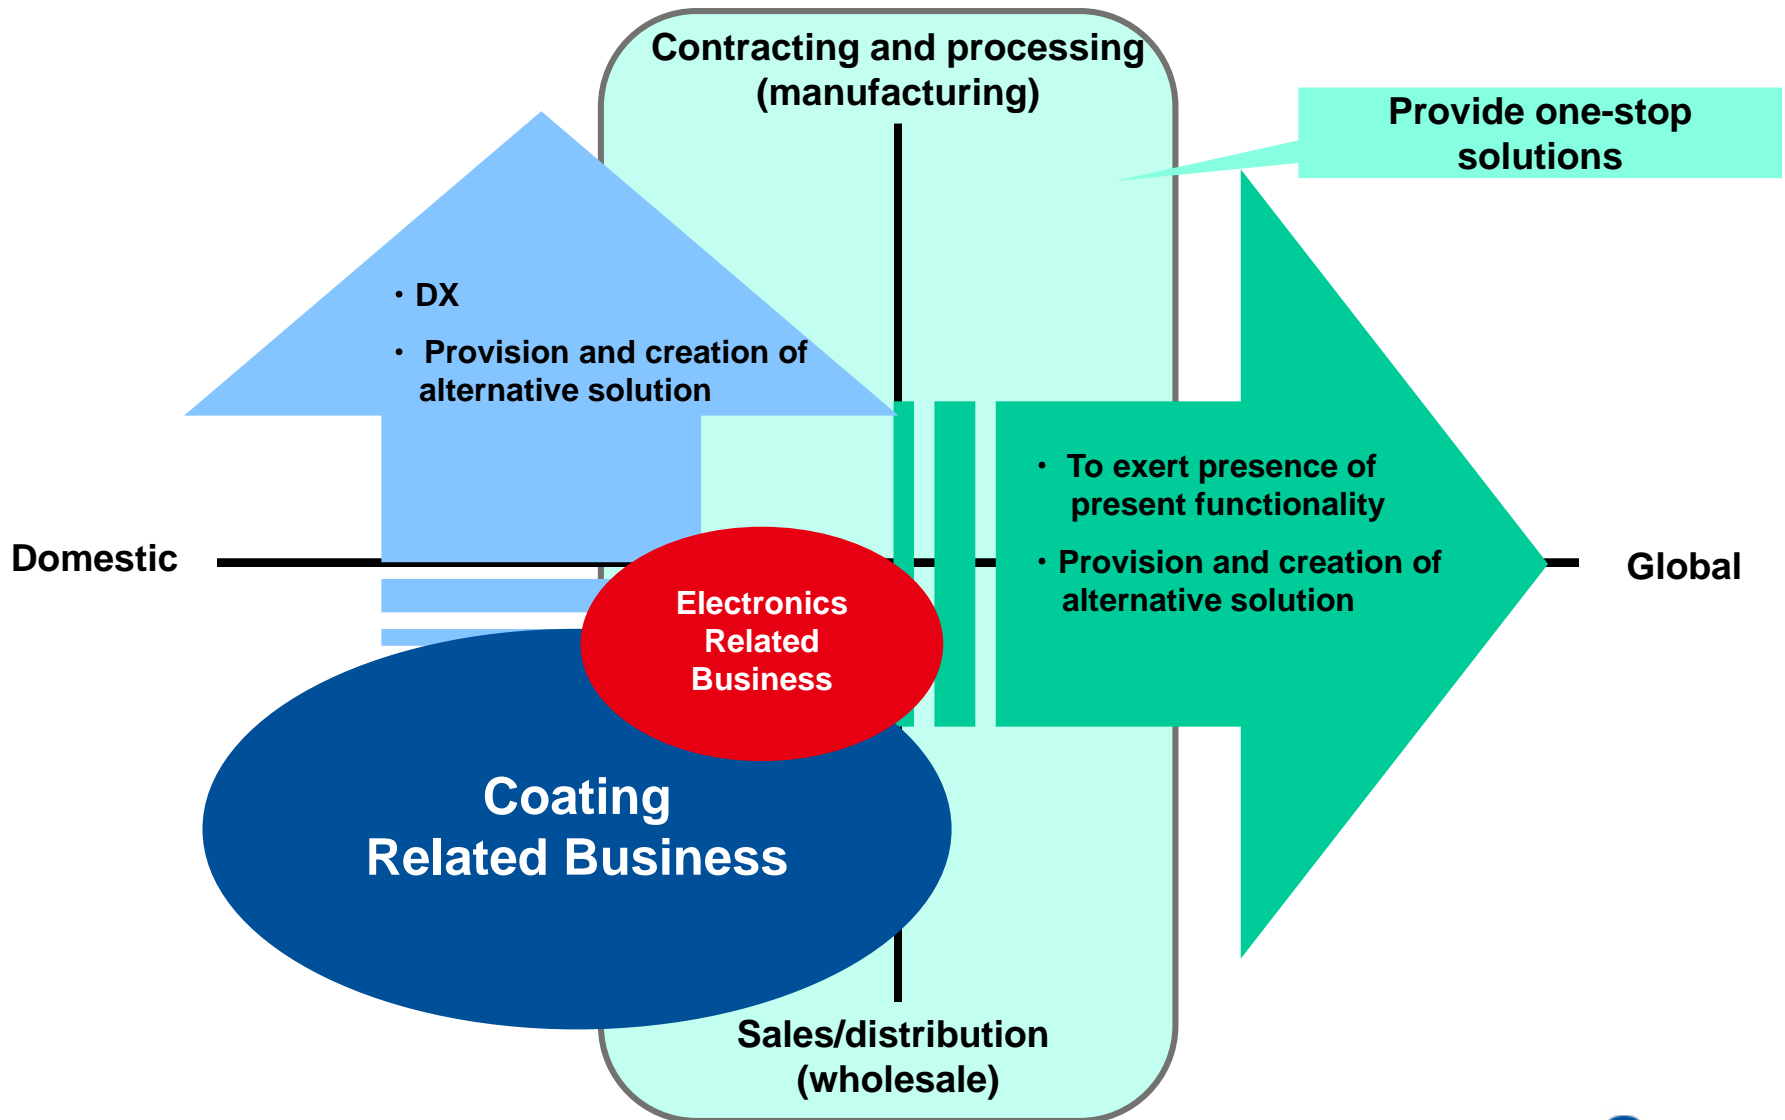 Contracting and processing
(manufacturing)
Provide one-stop
solutions
・DX
・ Provision and creation of
alternative solution
・ To exert presence of
present functionality
・Provision and creation of
alternative solution
Domestic
Global
Electronics
Related
Business
Coating
Related Business
Sales/distribution
(wholesale)